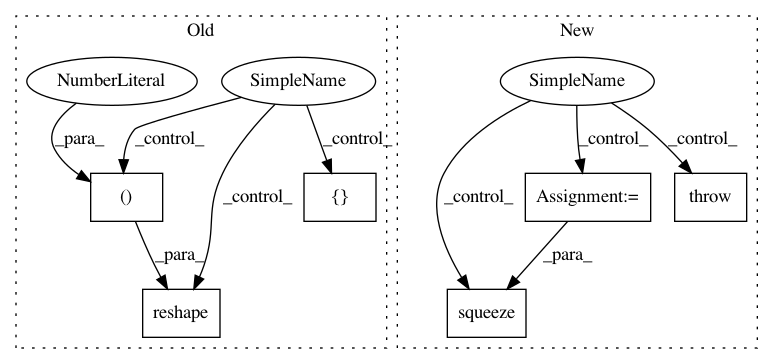 Old
New
NumberLiteral
SimpleName
SimpleName
_para_
_control_
_control_
_control_
_control_
()
_control_
{}
_control_
Assignment:=
throw
_para_
_para_
reshape
squeeze